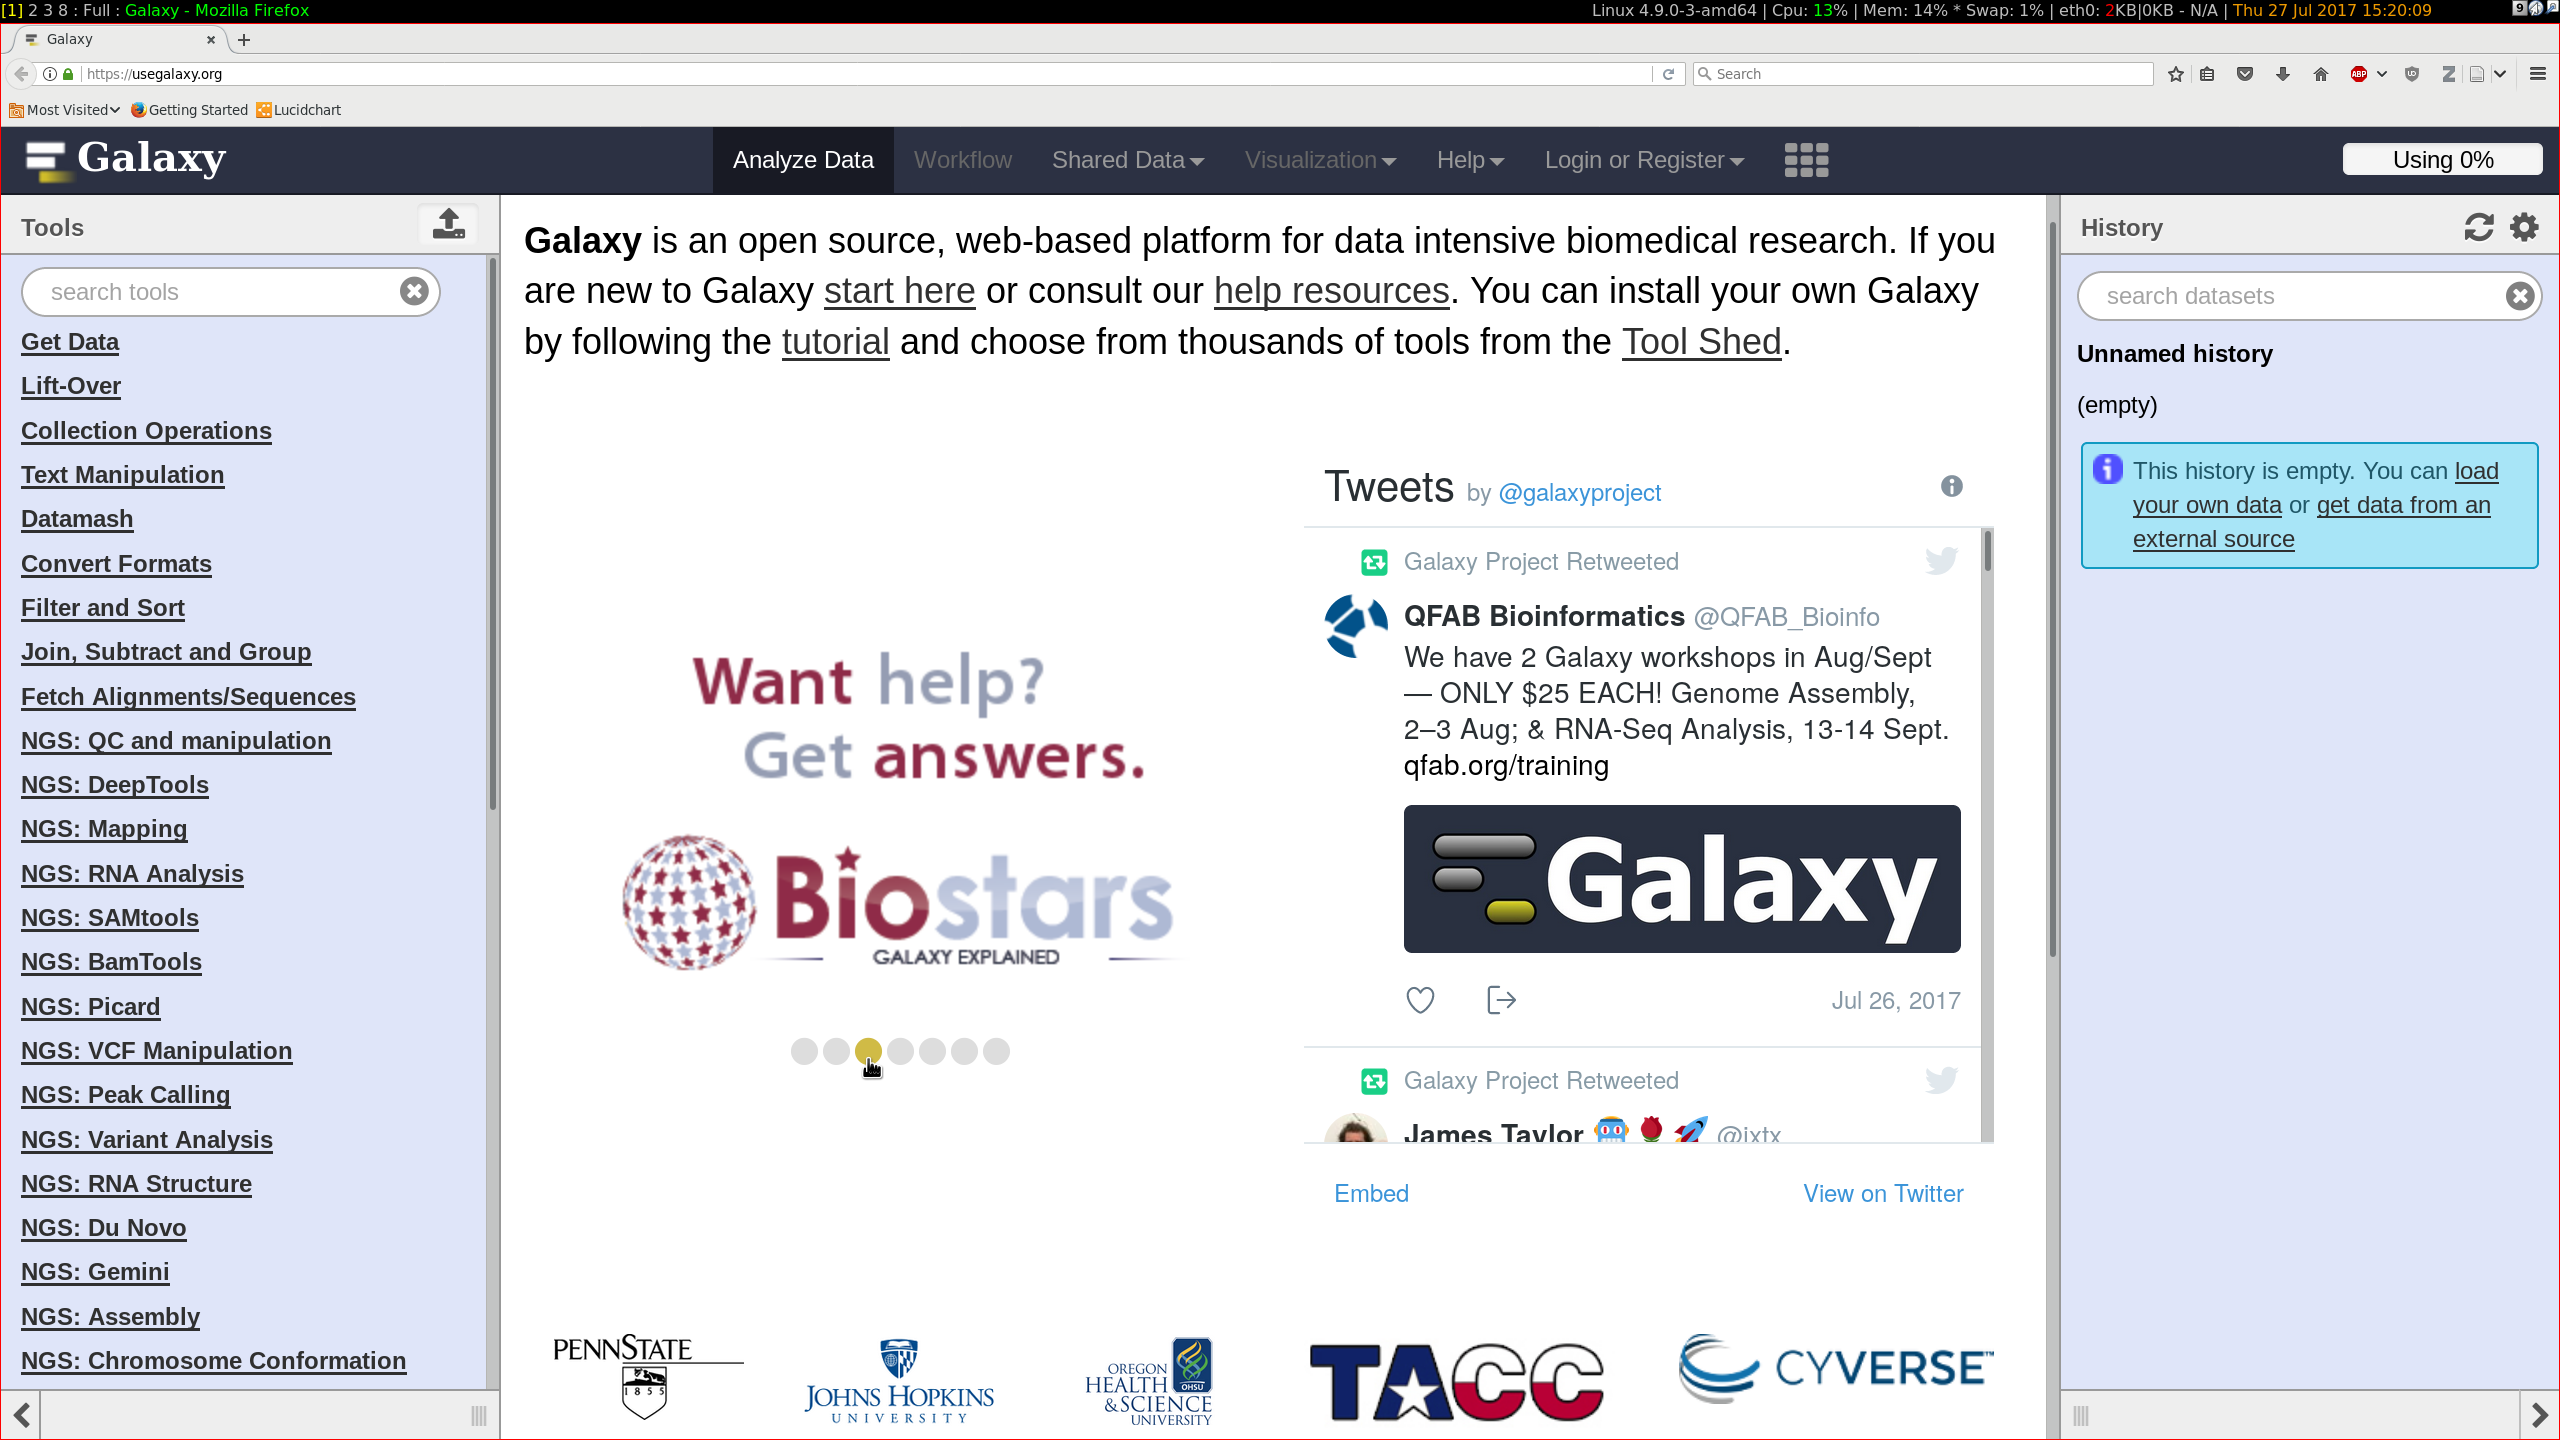 [1] 2 3 8 : Full : Galaxy - Mozilla Firefox
Linux 4.9.0-3-amd64 | Cpu: 13% | Mem: 14% * Swap: 1% | eth0: 2KB|0KB - N/A | Thu 27 Jul 2017 15:20:09
Galaxy
https://usegalaxy.org
Search
ABP
Most Visited
Getting Started
Lucidchart
Galaxy
Analyze Data
Workflow
Shared Data
Visualization
Help
Login or Register
Using 0%
Tools
search tools
Get Data
Lift-Over
Collection Operations
Text Manipulation
Datamash
Convert Formats
Filter and Sort
Join, Subtract and Group
Fetch Alignments/Sequences
NGS: QC and manipulation
NGS: DeepTools
NGS: Mapping
NGS: RNA Analysis
NGS: SAMtools
NGS: BamTools
NGS: Picard
NGS: VCF Manipulation
NGS: Peak Calling
NGS: Variant Analysis
NGS: RNA Structure
NGS: Du Novo
NGS: Gemini
NGS: Assembly
NGS: Chromosome Conformation
Galaxy is an open source, web-based platform for data intensive biomedical research. If you
are new to Galaxy start here or consult our help resources. You can install your own Galaxy
by following the tutorial and choose from thousands of tools from the Tool Shed.
Want help?
Get answers.
Biostars
GALAXY EXPLAINED
Tweets by @galaxyproject
Galaxy Project Retweeted
QFAB Bioinformatics @QFAB_Bioinfo
We have 2 Galaxy workshops in Aug/Sept
— ONLY $25 EACH! Genome Assembly,
2–3 Aug; & RNA-Seq Analysis, 13-14 Sept.
qfab.org/training
Galaxy
Jul 26, 2017
Galaxy Project Retweeted
James Taylor @jxtx
Embed
View on Twitter
PENNSTATE
1855
JOHNS HOPKINS
UNIVERSITY
OREGON
HEALTH
&SCIENCE
UNIVERSITY
OHSU
TACC
CYVERSE™
History
search datasets
Unnamed history
(empty)
This history is empty. You can load
your own data or get data from an
external source